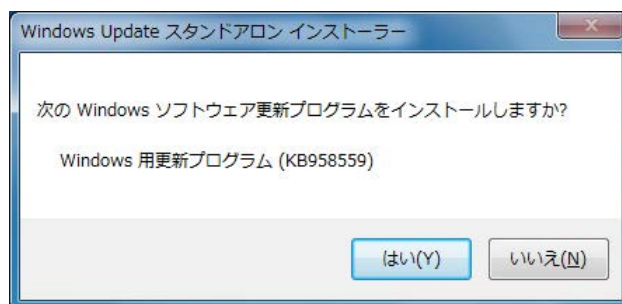 Windows Update スタンドアロン インストーラー
次の Windows ソフトウェア更新プログラムをインストールしますか?
Windows 用更新プログラム (KB958559)
はい(Y) いいえ(N)